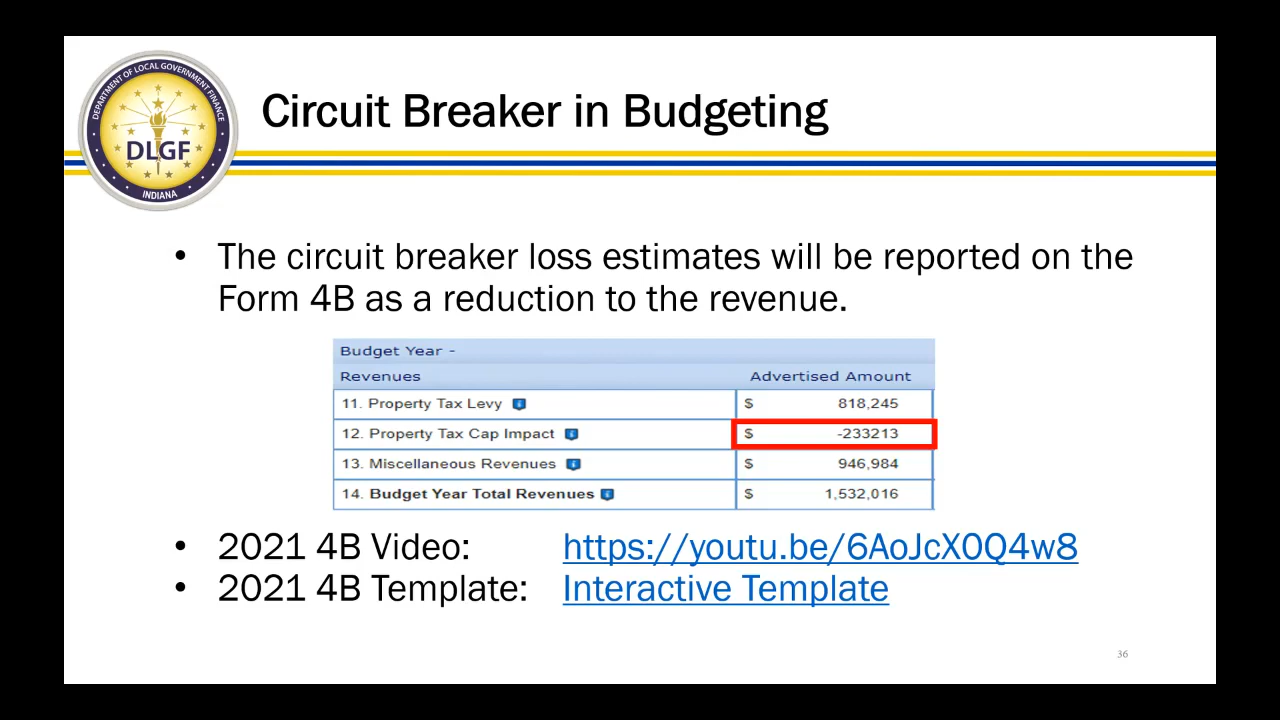 DEPARTMENT OF LOCAL GOVERNMENT FINANCE
DLGF
INDIANA
Circuit Breaker in Budgeting
• The circuit breaker loss estimates will be reported on the
Form 4B as a reduction to the revenue.
Budget Year -
Revenues Advertised Amount
11. Property Tax Levy $ 818,245
12. Property Tax Cap Impact $ -233213
13. Miscellaneous Revenues $ 946,984
14. Budget Year Total Revenues $ 1,532,016
• 2021 4B Video: https://youtu.be/6AoJcX0Q4w8
• 2021 4B Template: Interactive Template
36